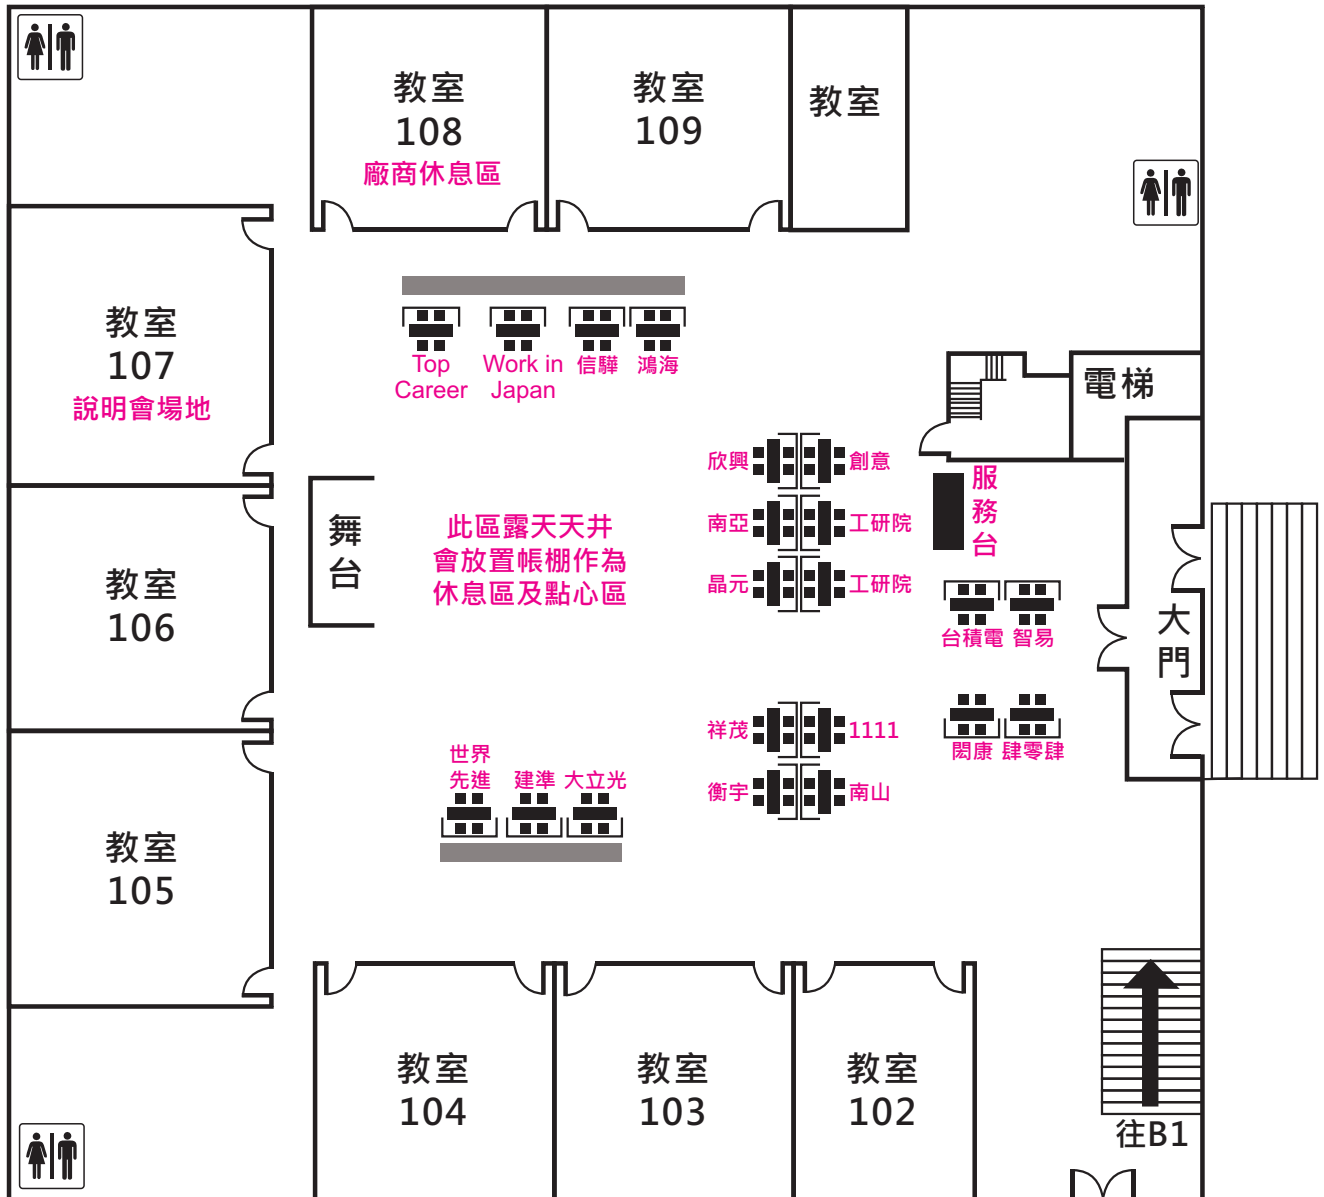 教室
108
廠商休息區
教室
109
教室
教室
107
說明會場地
Top
Career
Work in
Japan
信驊
鴻海
電梯
欣興
創意
服務台
南亞
工研院
晶元
工研院
舞台
此區露天天井
會放置帳棚作為
休息區及點心區
教室
106
台積電
智易
大門
祥茂
1111
閎康
肆零肆
衡宇
南山
世界
先進
建準
大立光
教室
105
教室
104
教室
103
教室
102
往B1